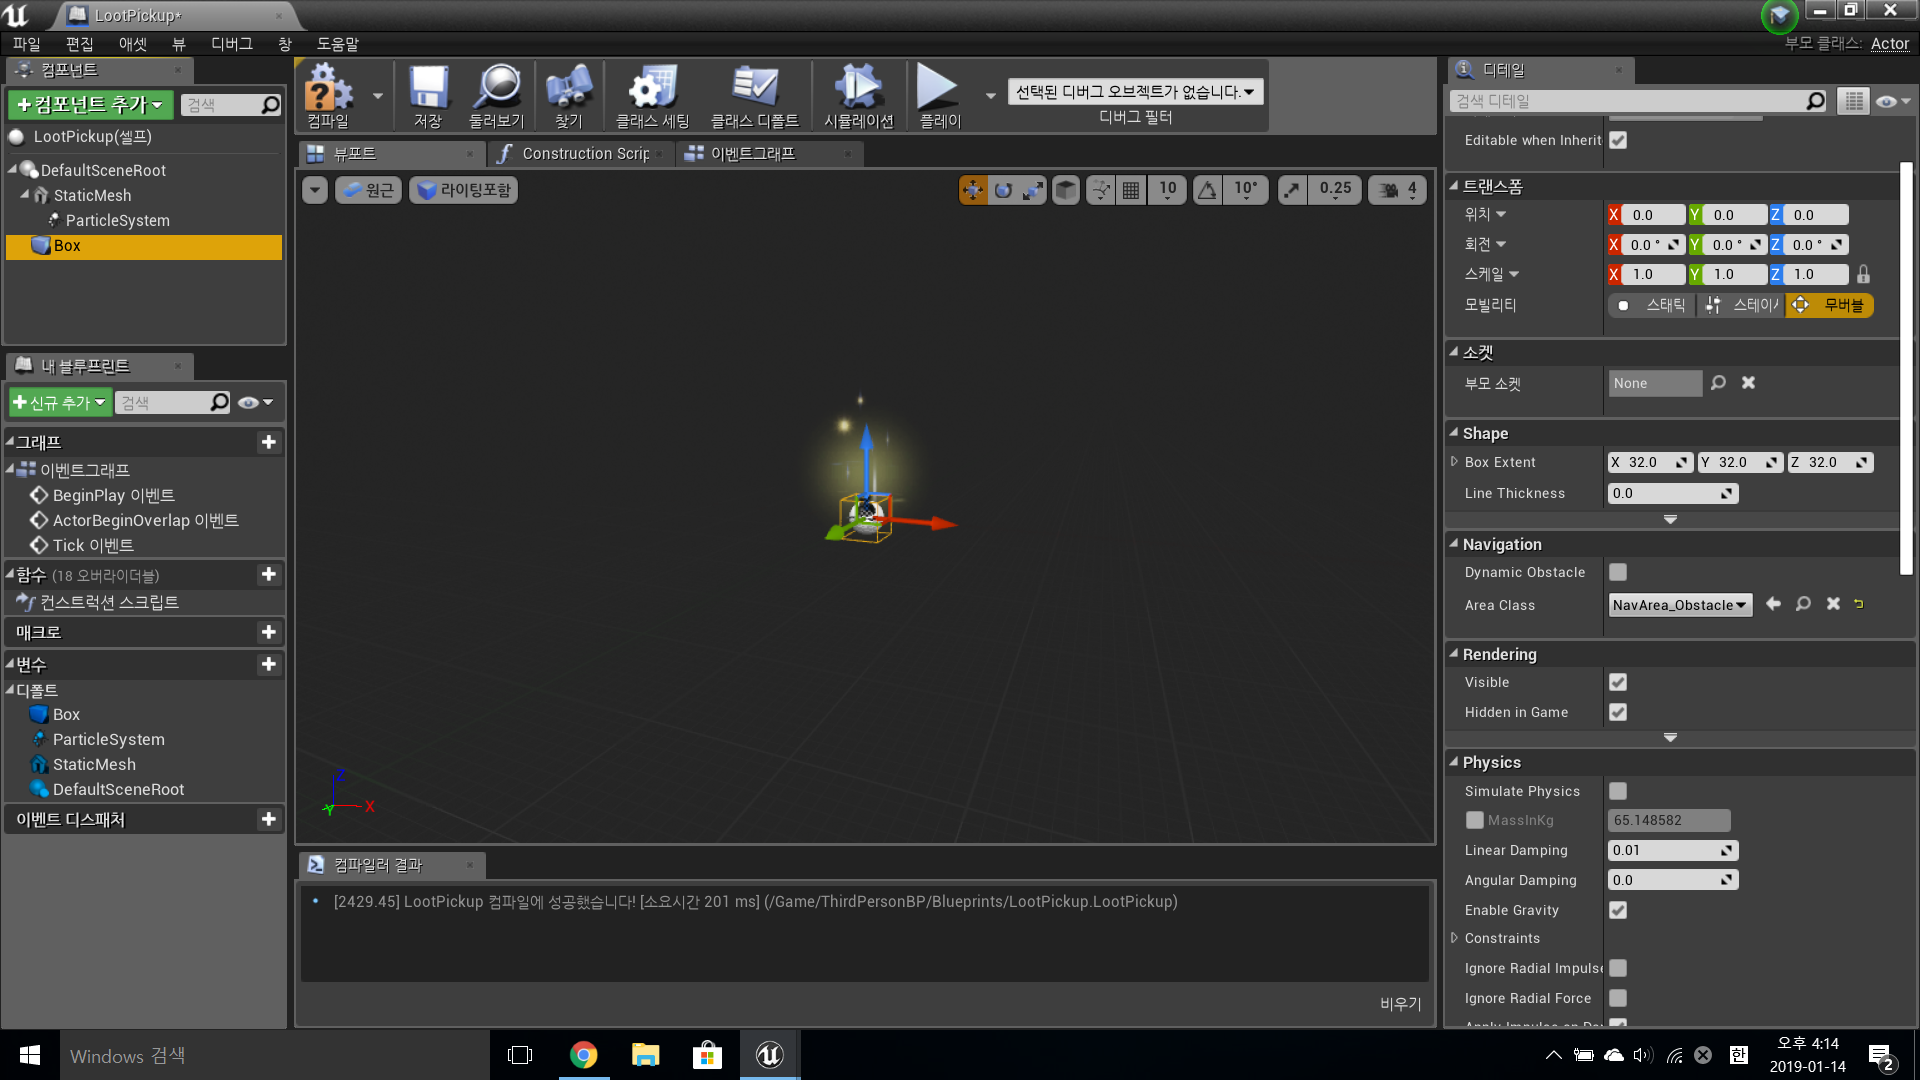 LootPickup*
파일 편집 애셋 뷰 디버그 창 도움말
부모 클래스: Actor
컴포넌트
+컴포넌트 추가
검색
LootPickup(셀프)
DefaultSceneRoot
StaticMesh
ParticleSystem
Box
내 블루프린트
+신규 추가
검색
그래프
이벤트그래프
BeginPlay 이벤트
ActorBeginOverlap 이벤트
Tick 이벤트
함수 (18 오버라이더블)
컨스트럭션 스크립트
매크로
변수
디폴트
Box
ParticleSystem
StaticMesh
DefaultSceneRoot
이벤트 디스패처
컴파일 저장 둘러보기 찾기 클래스 세팅 클래스 디폴트 시뮬레이션 플레이
선택된 디버그 오브젝트가 없습니다.
디버그 필터
뷰포트
Construction Scrip
이벤트그래프
원근
라이팅포함
10
10°
0.25
4
Z
Y
X
컴파일러 결과
[2429.45] LootPickup 컴파일에 성공했습니다! [소요시간 201 ms] (/Game/ThirdPersonBP/Blueprints/LootPickup.LootPickup)
비우기
디테일
검색 디테일
Editable when Inherit
트랜스폼
위치 X 0.0 Y 0.0 Z 0.0
회전 X 0.0 ° Y 0.0 ° Z 0.0 °
스케일 X 1.0 Y 1.0 Z 1.0
모빌리티 스태틱 스테이 무버블
소켓
부모 소켓 None
Shape
Box Extent X 32.0 Y 32.0 Z 32.0
Line Thickness 0.0
Navigation
Dynamic Obstacle
Area Class NavArea_Obstacle
Rendering
Visible
Hidden in Game
Physics
Simulate Physics
MassInKg 65.148582
Linear Damping 0.01
Angular Damping 0.0
Enable Gravity
Constraints
Ignore Radial Impulse
Ignore Radial Force
Windows 검색
한
오후 4:14
2019-01-14
2